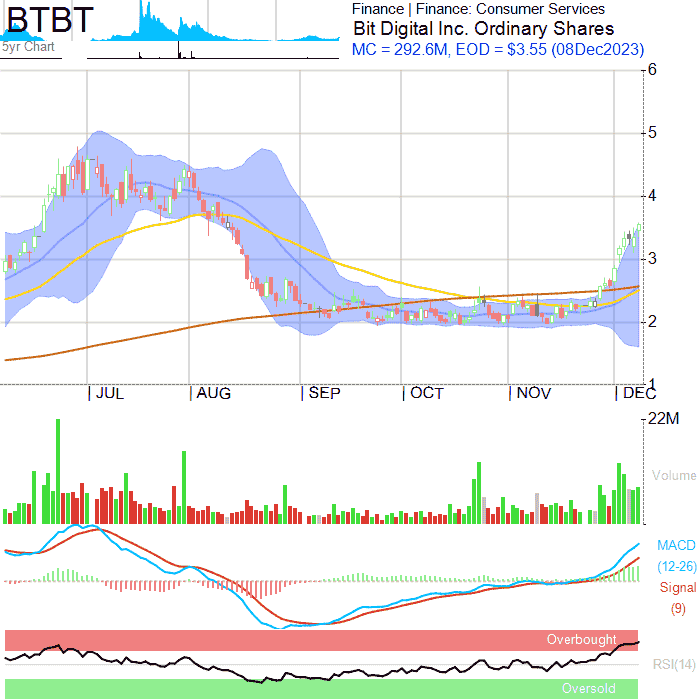 BTBT
5yr Chart
Finance | Finance: Consumer Services
Bit Digital Inc. Ordinary Shares
MC = 292.6M, EOD = $3.55 (08Dec2023)
6
5
4
3
2
1
JUL AUG SEP OCT NOV DEC
22M
Volume
MACD
(12-26)
Signal
(9)
Overbought
RSI(14)
Oversold